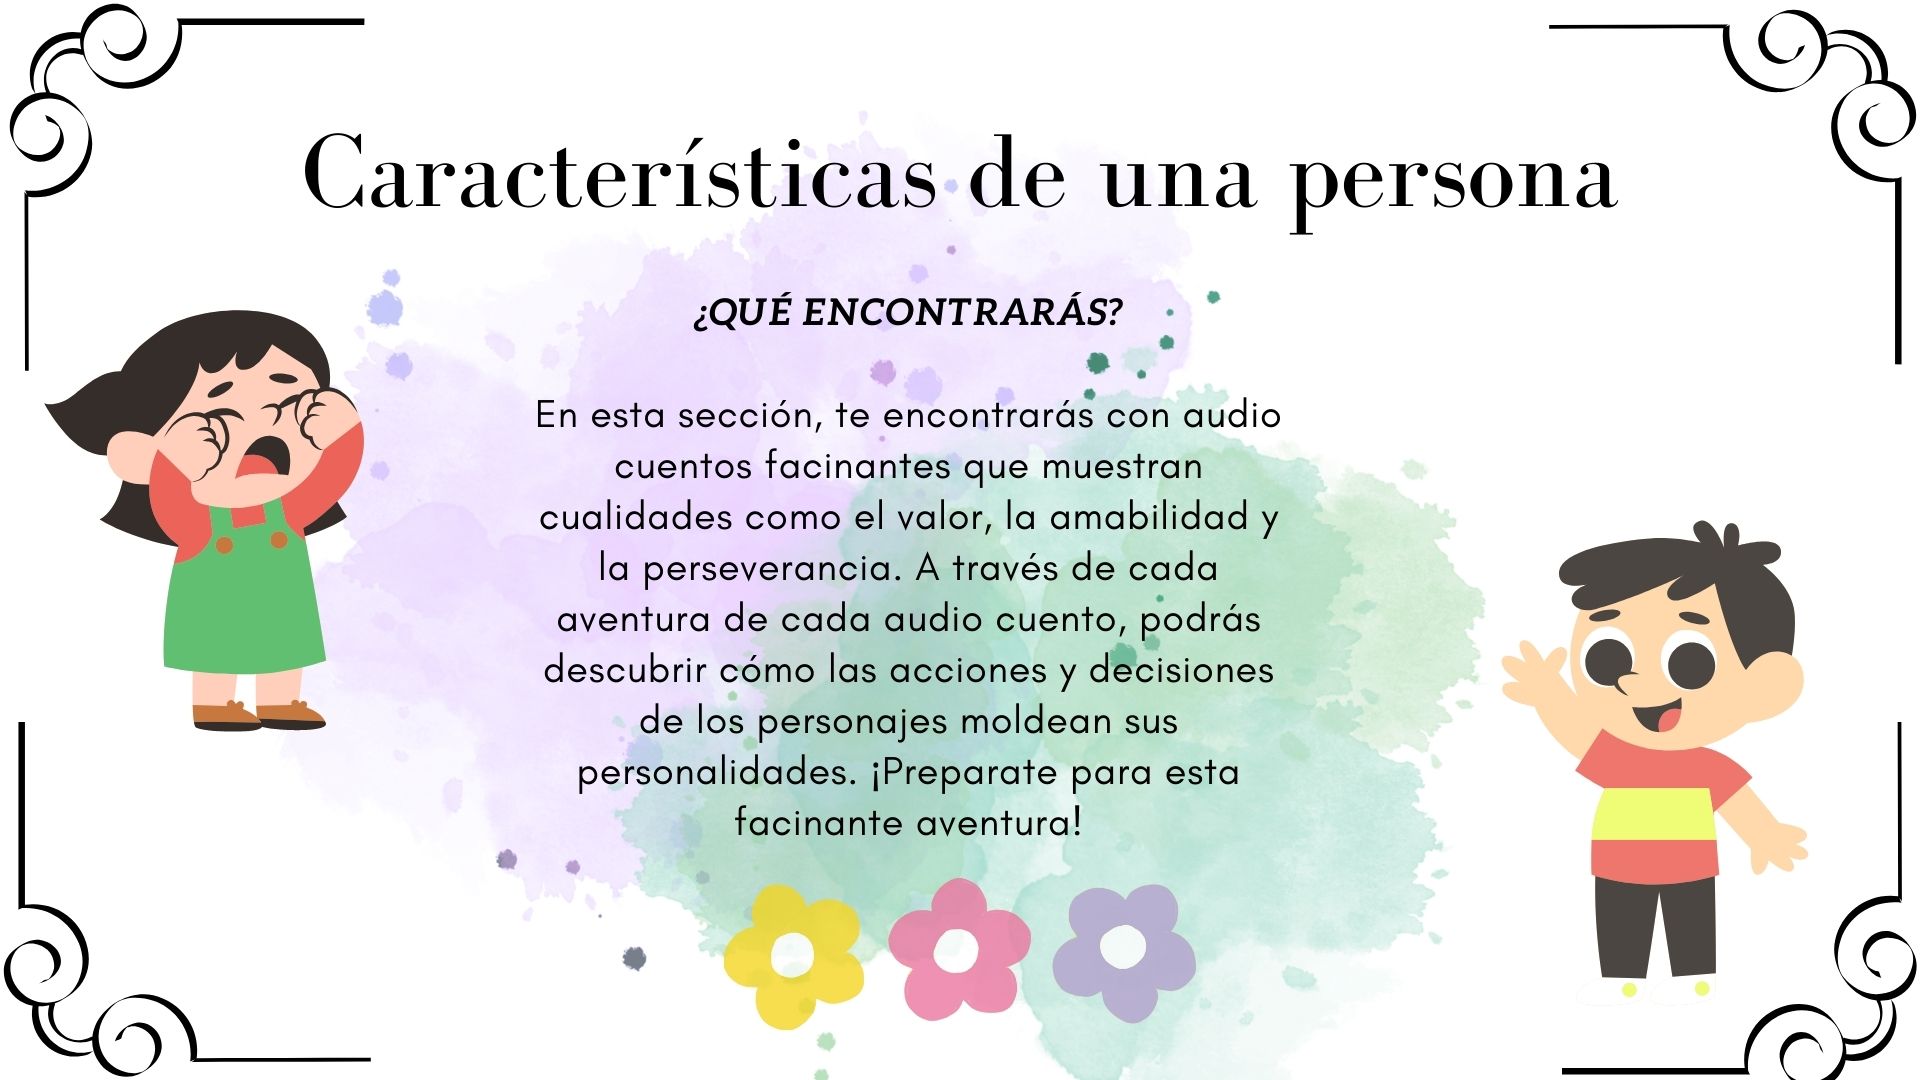 Características de una persona
¿QUÉ ENCONTRARÁS?
En esta sección, te encontrarás con audio
cuentos facinantes que muestran
cualidades como el valor, la amabilidad y
la perseverancia. A través de cada
aventura de cada audio cuento, podrás
descubrir cómo las acciones y decisiones
de los personajes moldean sus
personalidades. ¡Preparate para esta
facinante aventura!